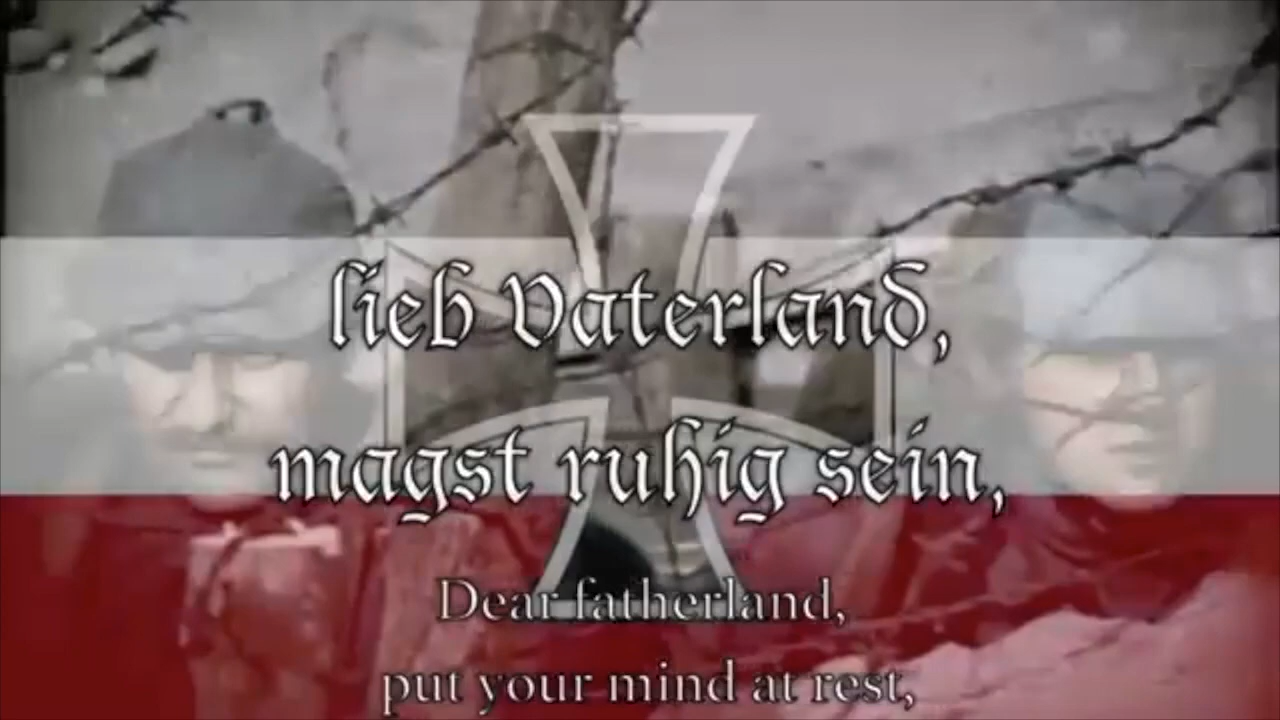 lieb Vaterland,
magst ruhig sein,
Dear fatherland,
put your mind at rest,